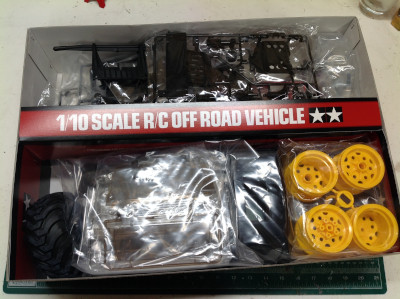 1/10 SCALE R/C OFF ROAD VEHICLE ★★